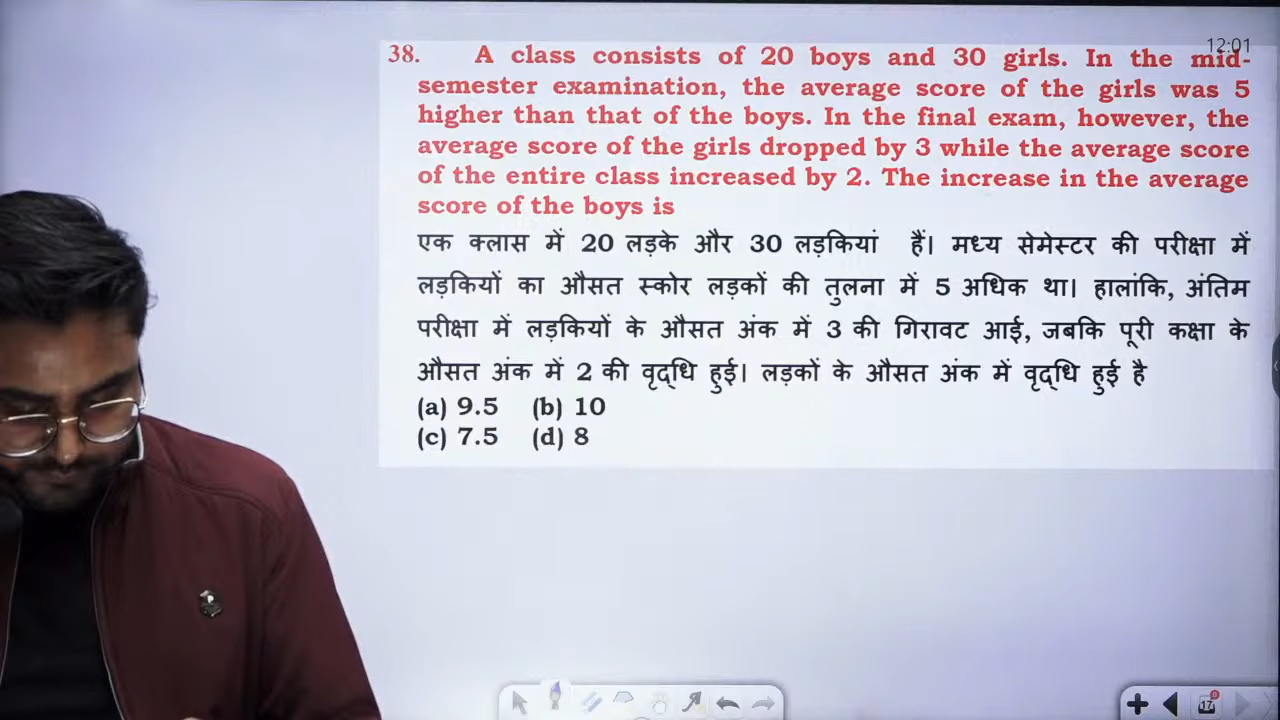 12:01
38. A class consists of 20 boys and 30 girls. In the mid-
semester examination, the average score of the girls was 5
higher than that of the boys. In the final exam, however, the
average score of the girls dropped by 3 while the average score
of the entire class increased by 2. The increase in the average
score of the boys is
एक क्लास में 20 लड़के और 30 लड़कियां हैं। मध्य सेमेस्टर की परीक्षा में
लड़कियों का औसत स्कोर लड़कों की तुलना में 5 अधिक था। हालांकि, अंतिम
परीक्षा में लड़कियों के औसत अंक में 3 की गिरावट आई, जबकि पूरी कक्षा के
औसत अंक में 2 की वृद्धि हुई। लड़कों के औसत अंक में वृद्धि हुई है
(a) 9.5 (b) 10
(c) 7.5 (d) 8
17